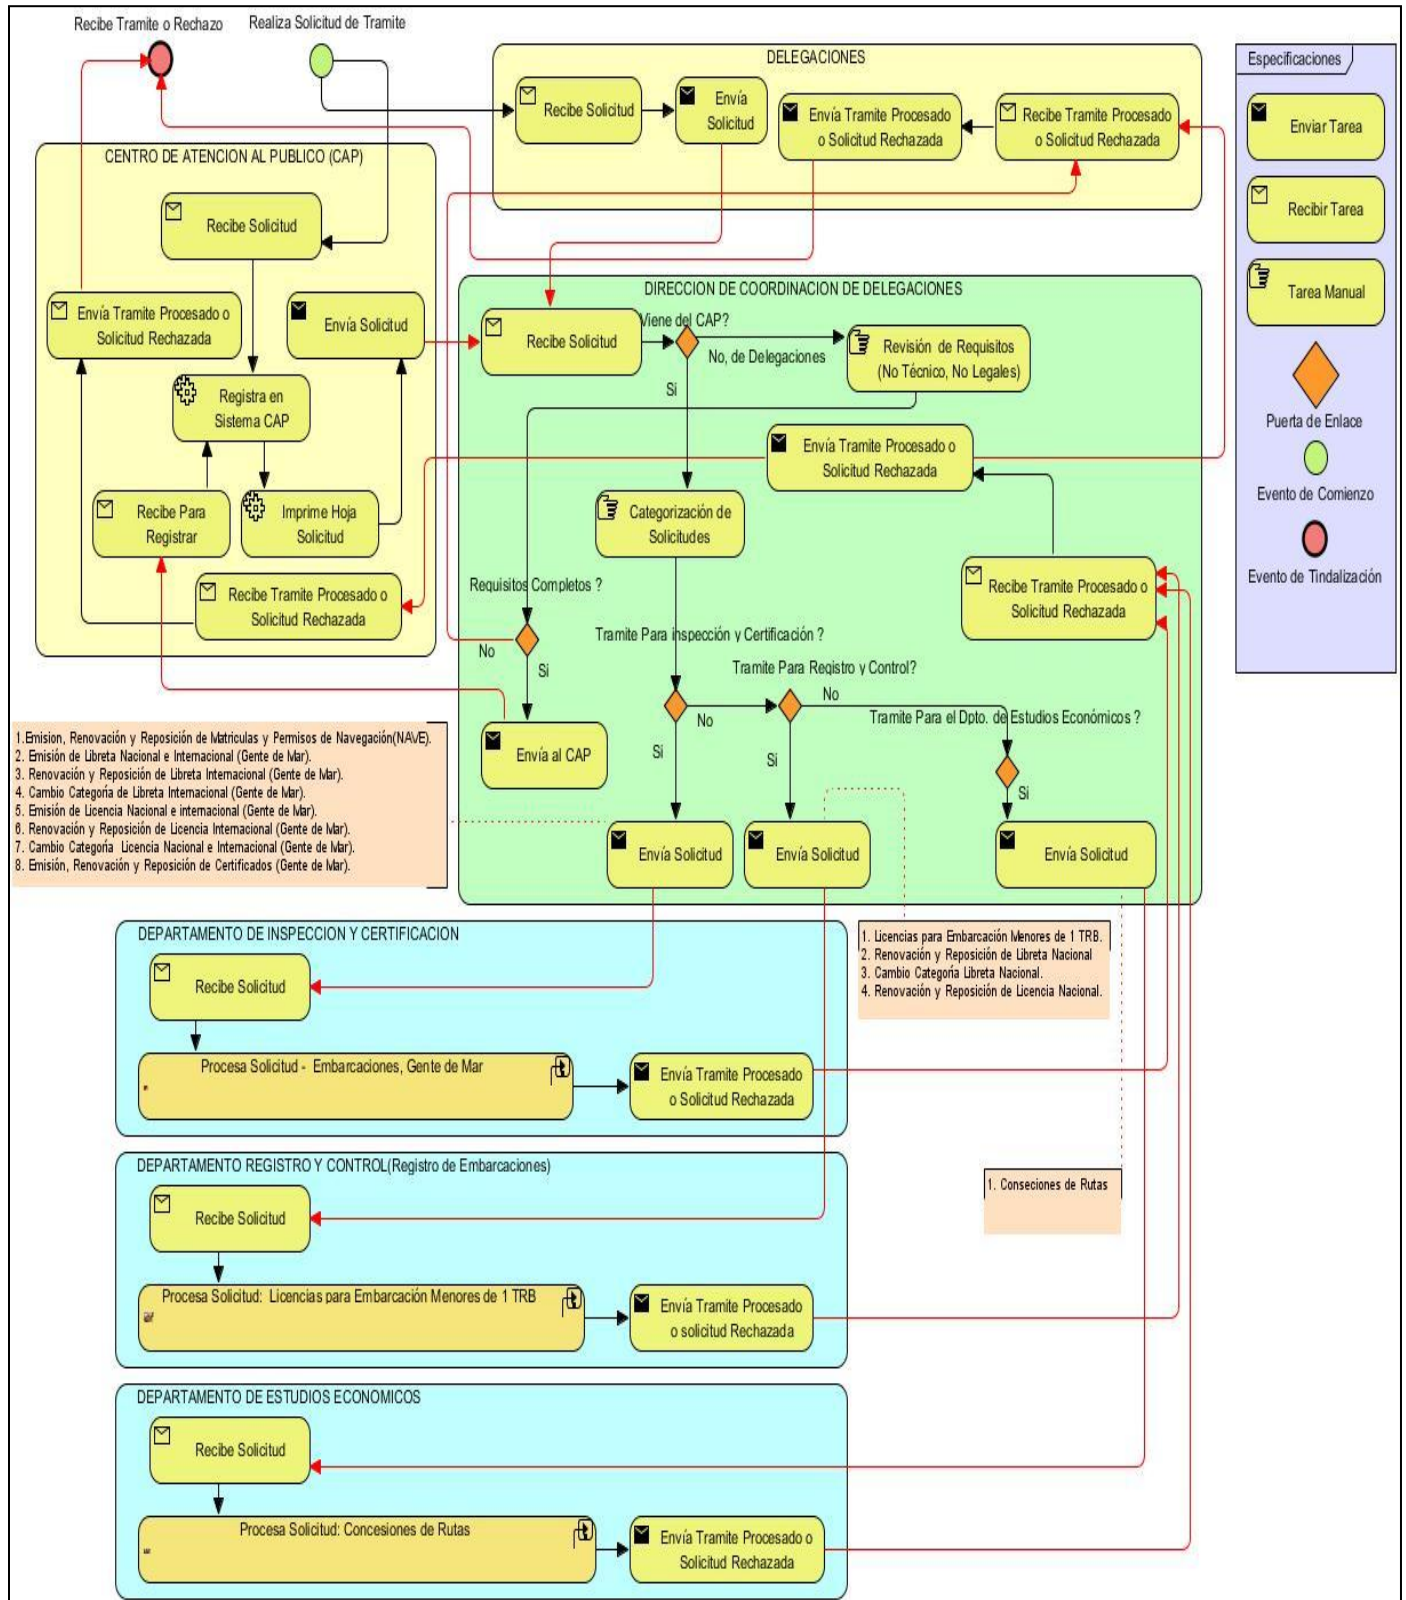 Recibe Tramite o Rechazo
Realiza Solicitud de Tramite
DELEGACIONES
Recibe Solicitud
Envía
Solicitud
Envía Tramite Procesado
o Solicitud Rechazada
Recibe Tramite Procesado
o Solicitud Rechazada
Especificaciones
Enviar Tarea
Recibir Tarea
Tarea Manual
Puerta de Enlace
Evento de Comienzo
Evento de Tindalización
CENTRO DE ATENCION AL PUBLICO (CAP)
Recibe Solicitud
Envía Tramite Procesado o
Solicitud Rechazada
Envía Solicitud
Registra en
Sistema CAP
Recibe Para
Registrar
Imprime Hoja
Solicitud
Recibe Tramite Procesado o
Solicitud Rechazada
DIRECCION DE COORDINACION DE DELEGACIONES
Recibe Solicitud
Viene del CAP?
No, de Delegaciones
Si
Revisión de Requisitos
(No Técnico, No Legales)
Envía Tramite Procesado o
Solicitud Rechazada
Categorización de
Solicitudes
Recibe Tramite Procesado o
Solicitud Rechazada
Requisitos Completos ?
No
Si
Tramite Para inspección y Certificación ?
Tramite Para Registro y Control?
No
No
Tramite Para el Dpto. de Estudios Económicos ?
Si
Si
Si
Envía al CAP
Envía Solicitud
Envía Solicitud
Envía Solicitud
1.Emision, Renovación y Reposición de Matriculas y Permisos de Navegación(NAVE).
2. Emisión de Libreta Nacional e Internacional (Gente de Mar).
3. Renovación y Reposición de Libreta Internacional (Gente de Mar).
4. Cambio Categoría de Libreta Internacional (Gente de Mar).
5. Emisión de Licencia Nacional e internacional (Gente de Mar).
6. Renovación y Reposición de Licencia Internacional (Gente de Mar).
7. Cambio Categoría Licencia Nacional e Internacional (Gente de Mar).
8. Emisión, Renovación y Reposición de Certificados (Gente de Mar).
DEPARTAMENTO DE INSPECCION Y CERTIFICACION
Recibe Solicitud
Procesa Solicitud - Embarcaciones, Gente de Mar
Envía Tramite Procesado
o Solicitud Rechazada
1. Licencias para Embarcación Menores de 1 TRB.
2. Renovación y Reposición de Libreta Nacional
3. Cambio Categoría Libreta Nacional.
4. Renovación y Reposición de Licencia Nacional.
DEPARTAMENTO REGISTRO Y CONTROL(Registro de Embarcaciones)
Recibe Solicitud
Procesa Solicitud: Licencias para Embarcación Menores de 1 TRB
Envía Tramite Procesado
o solicitud Rechazada
1. Conseciones de Rutas
DEPARTAMENTO DE ESTUDIOS ECONOMICOS
Recibe Solicitud
Procesa Solicitud: Concesiones de Rutas
Envía Tramite Procesado o
Solicitud Rechazada